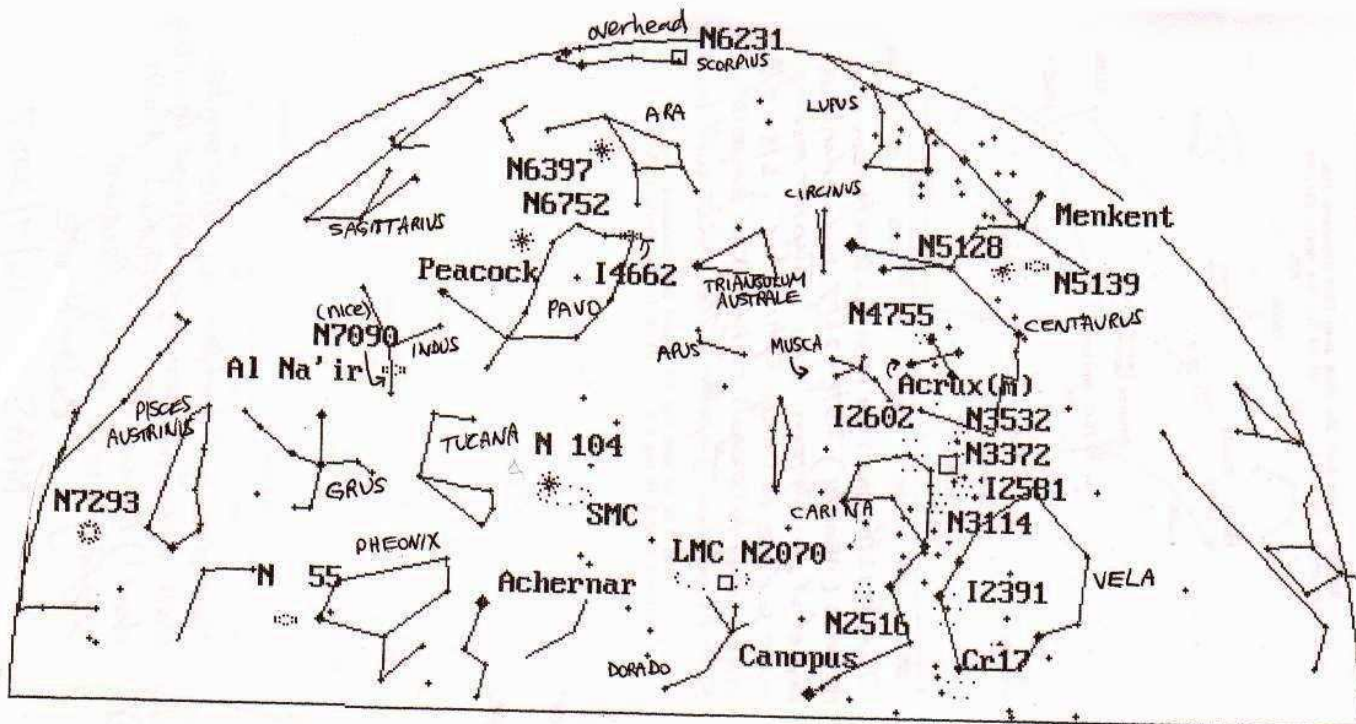 overhead
N6231
SCORPIUS
ARA
LUPUS
N6397
N6752
CIRCINUS
SAGITTARIUS
Menkent
N5128
Peacock
I4662
TRIANGULUM
AUSTRALE
N5139
(nice)
N7090
PAVO
N4755
CENTAURUS
INDUS
APUS
MUSCA
Al Na'ir
Acrux(m)
PISCES
AUSTRINUS
I2602
N3532
TUCANA
N 104
N3372
GRUS
I2581
N7293
SMC
CARINA
N3114
PHEONIX
LMC N2070
N 55
Achernar
VELA
I2391
N2516
DORADO
Canopus
Cr17